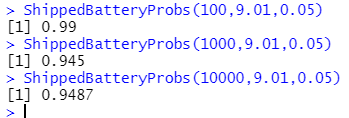 > ShippedBatteryProbs(100,9.01,0.05)
[1] 0.99
> ShippedBatteryProbs(1000,9.01,0.05)
[1] 0.945
> ShippedBatteryProbs(10000,9.01,0.05)
[1] 0.9487
>